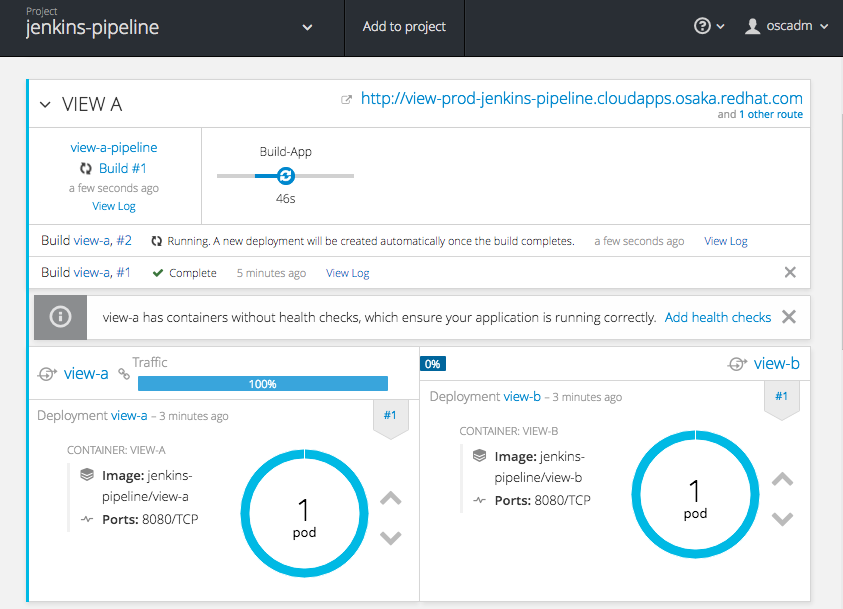 Project
jenkins-pipeline
Add to project
oscadm
VIEW A
http://view-prod-jenkins-pipeline.cloudapps.osaka.redhat.com
and 1 other route
view-a-pipeline
Build #1
a few seconds ago
View Log
Build-App
46s
Build view-a, #2 Running. A new deployment will be created automatically once the build completes. a few seconds ago View Log
Build view-a, #1 Complete 5 minutes ago View Log
view-a has containers without health checks, which ensure your application is running correctly. Add health checks
view-a
Traffic
100%
Deployment view-a – 3 minutes ago
#1
CONTAINER: VIEW-A
Image: jenkins-
pipeline/view-a
Ports: 8080/TCP
1
pod
0%
view-b
Deployment view-b – 3 minutes ago
#1
CONTAINER: VIEW-B
Image: jenkins-
pipeline/view-b
Ports: 8080/TCP
1
pod